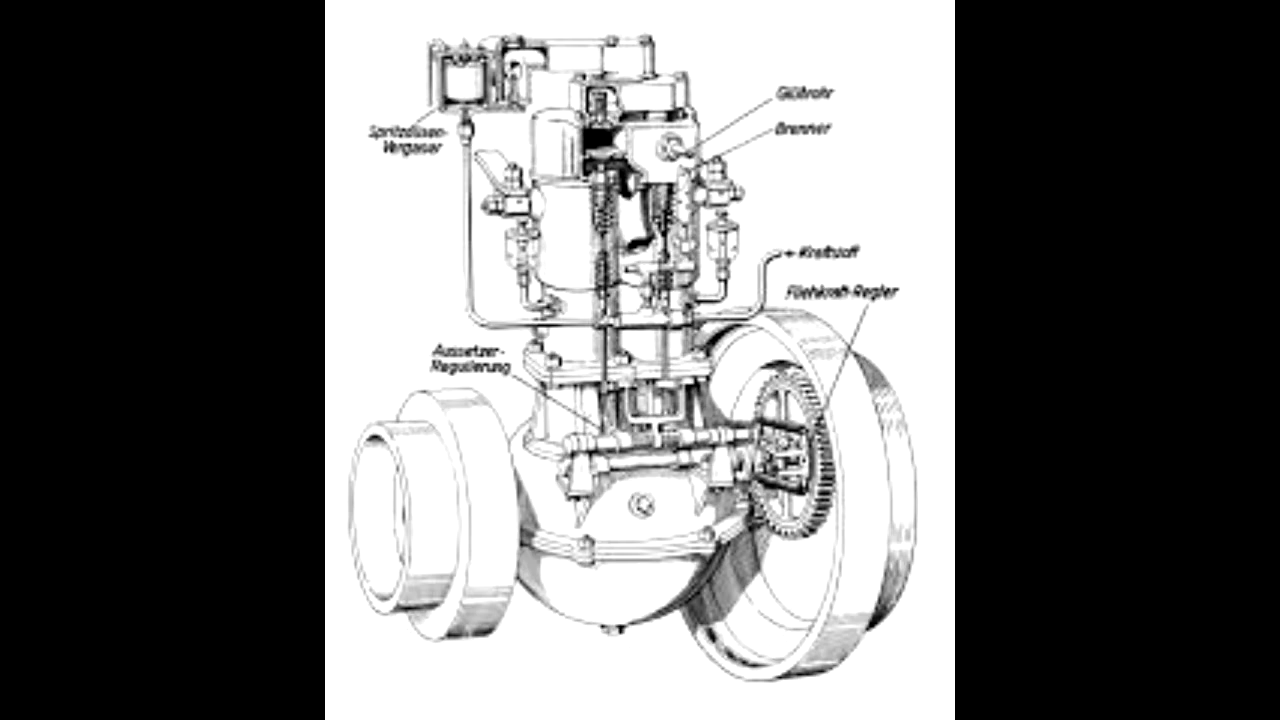 Glührohr
Brenner
Spritzdüsen-
Vergaser
Kraftstoff
Fliehkraft-Regler
Aussetzer-
Regulierung